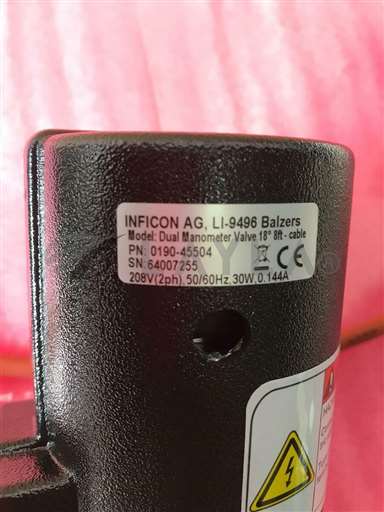 INFICON AG, LI-9496 Balzers
Model: Dual Manometer Valve 18° 8ft - cable
PN: 0190-45504
SN: 64007255
208V(2ph), 50/60Hz, 30W, 0.144A
CE